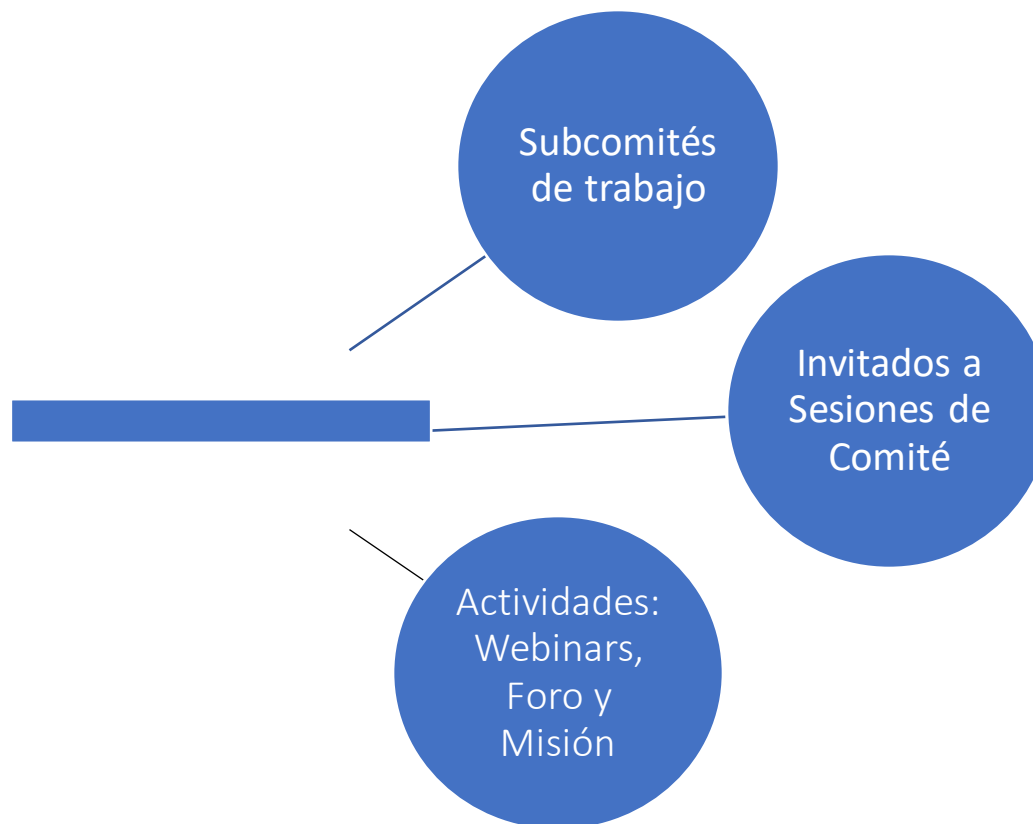 Subcomités
de trabajo
Invitados a
Sesiones de
Comité
Actividades:
Webinars,
Foro y
Misión